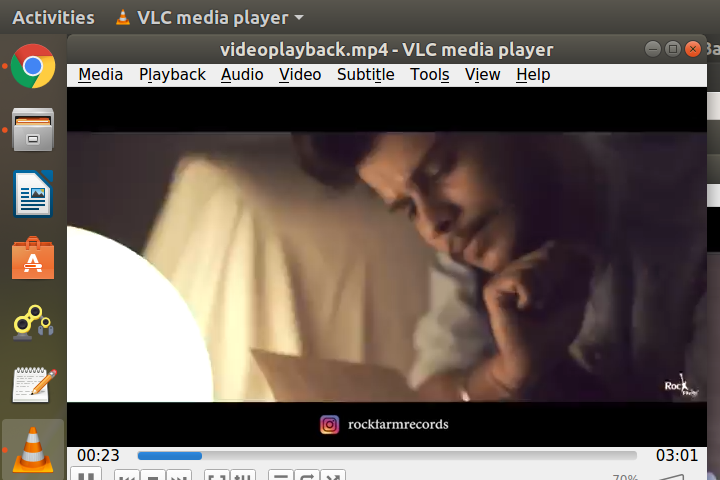 Activities VLC media player
videoplayback.mp4 - VLC media player
Media Playback Audio Video Subtitle Tools View Help
Rock
rockfarmrecords
00:23 03:01
70%